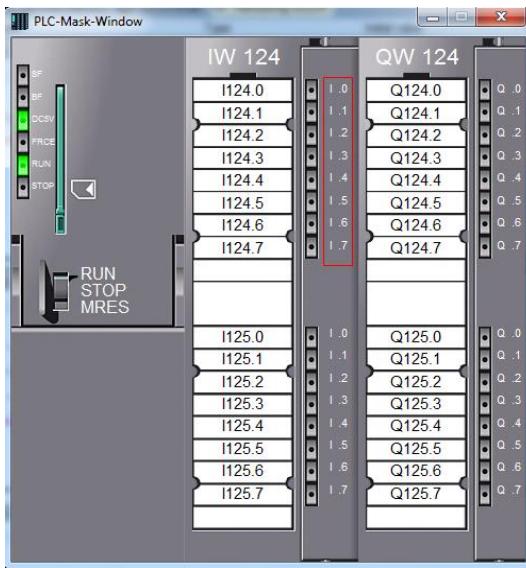 PLC-Mask-Window
SF
BF
DC5V
FRCE
RUN
STOP
RUN
STOP
MRES
IW 124
I124.0
I124.1
I124.2
I124.3
I124.4
I124.5
I124.6
I124.7
I125.0
I125.1
I125.2
I125.3
I125.4
I125.5
I125.6
I125.7
I .0
I .1
I .2
I .3
I .4
I .5
I .6
I .7
I .0
I .1
I .2
I .3
I .4
I .5
I .6
I .7
QW 124
Q124.0
Q124.1
Q124.2
Q124.3
Q124.4
Q124.5
Q124.6
Q124.7
Q125.0
Q125.1
Q125.2
Q125.3
Q125.4
Q125.5
Q125.6
Q125.7
Q .0
Q .1
Q .2
Q .3
Q .4
Q .5
Q .6
Q .7
Q .0
Q .1
Q .2
Q .3
Q .4
Q .5
Q .6
Q .7